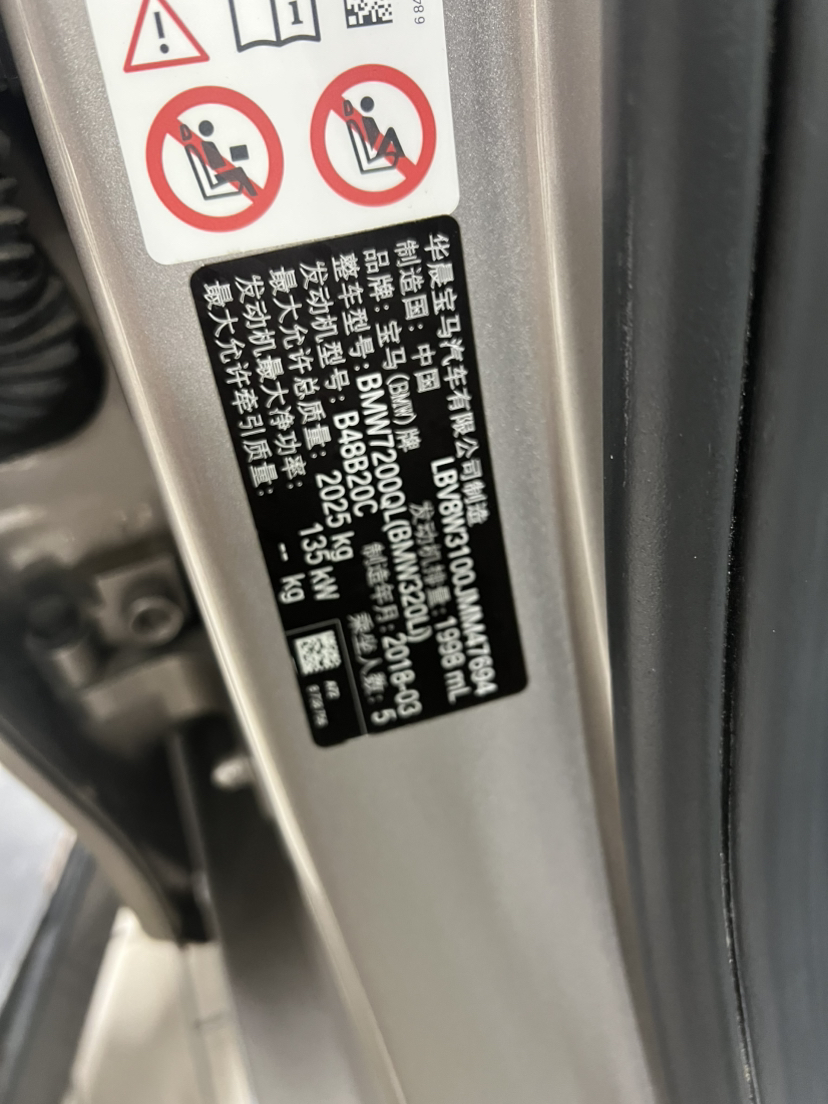 华晨宝马汽车有限公司制造
制造国：中国 LBV8W3100JMM47694
品牌：宝马(BMW)牌 发动机排量：1998 mL
整车型号：BMW7200QL(BMW320Li) 制造年月：2018-03
发动机型号：B48B20C 乘坐人数：5
最大允许总质量：2025 kg
发动机最大净功率：135 kW
最大允许牵引质量：-- kg